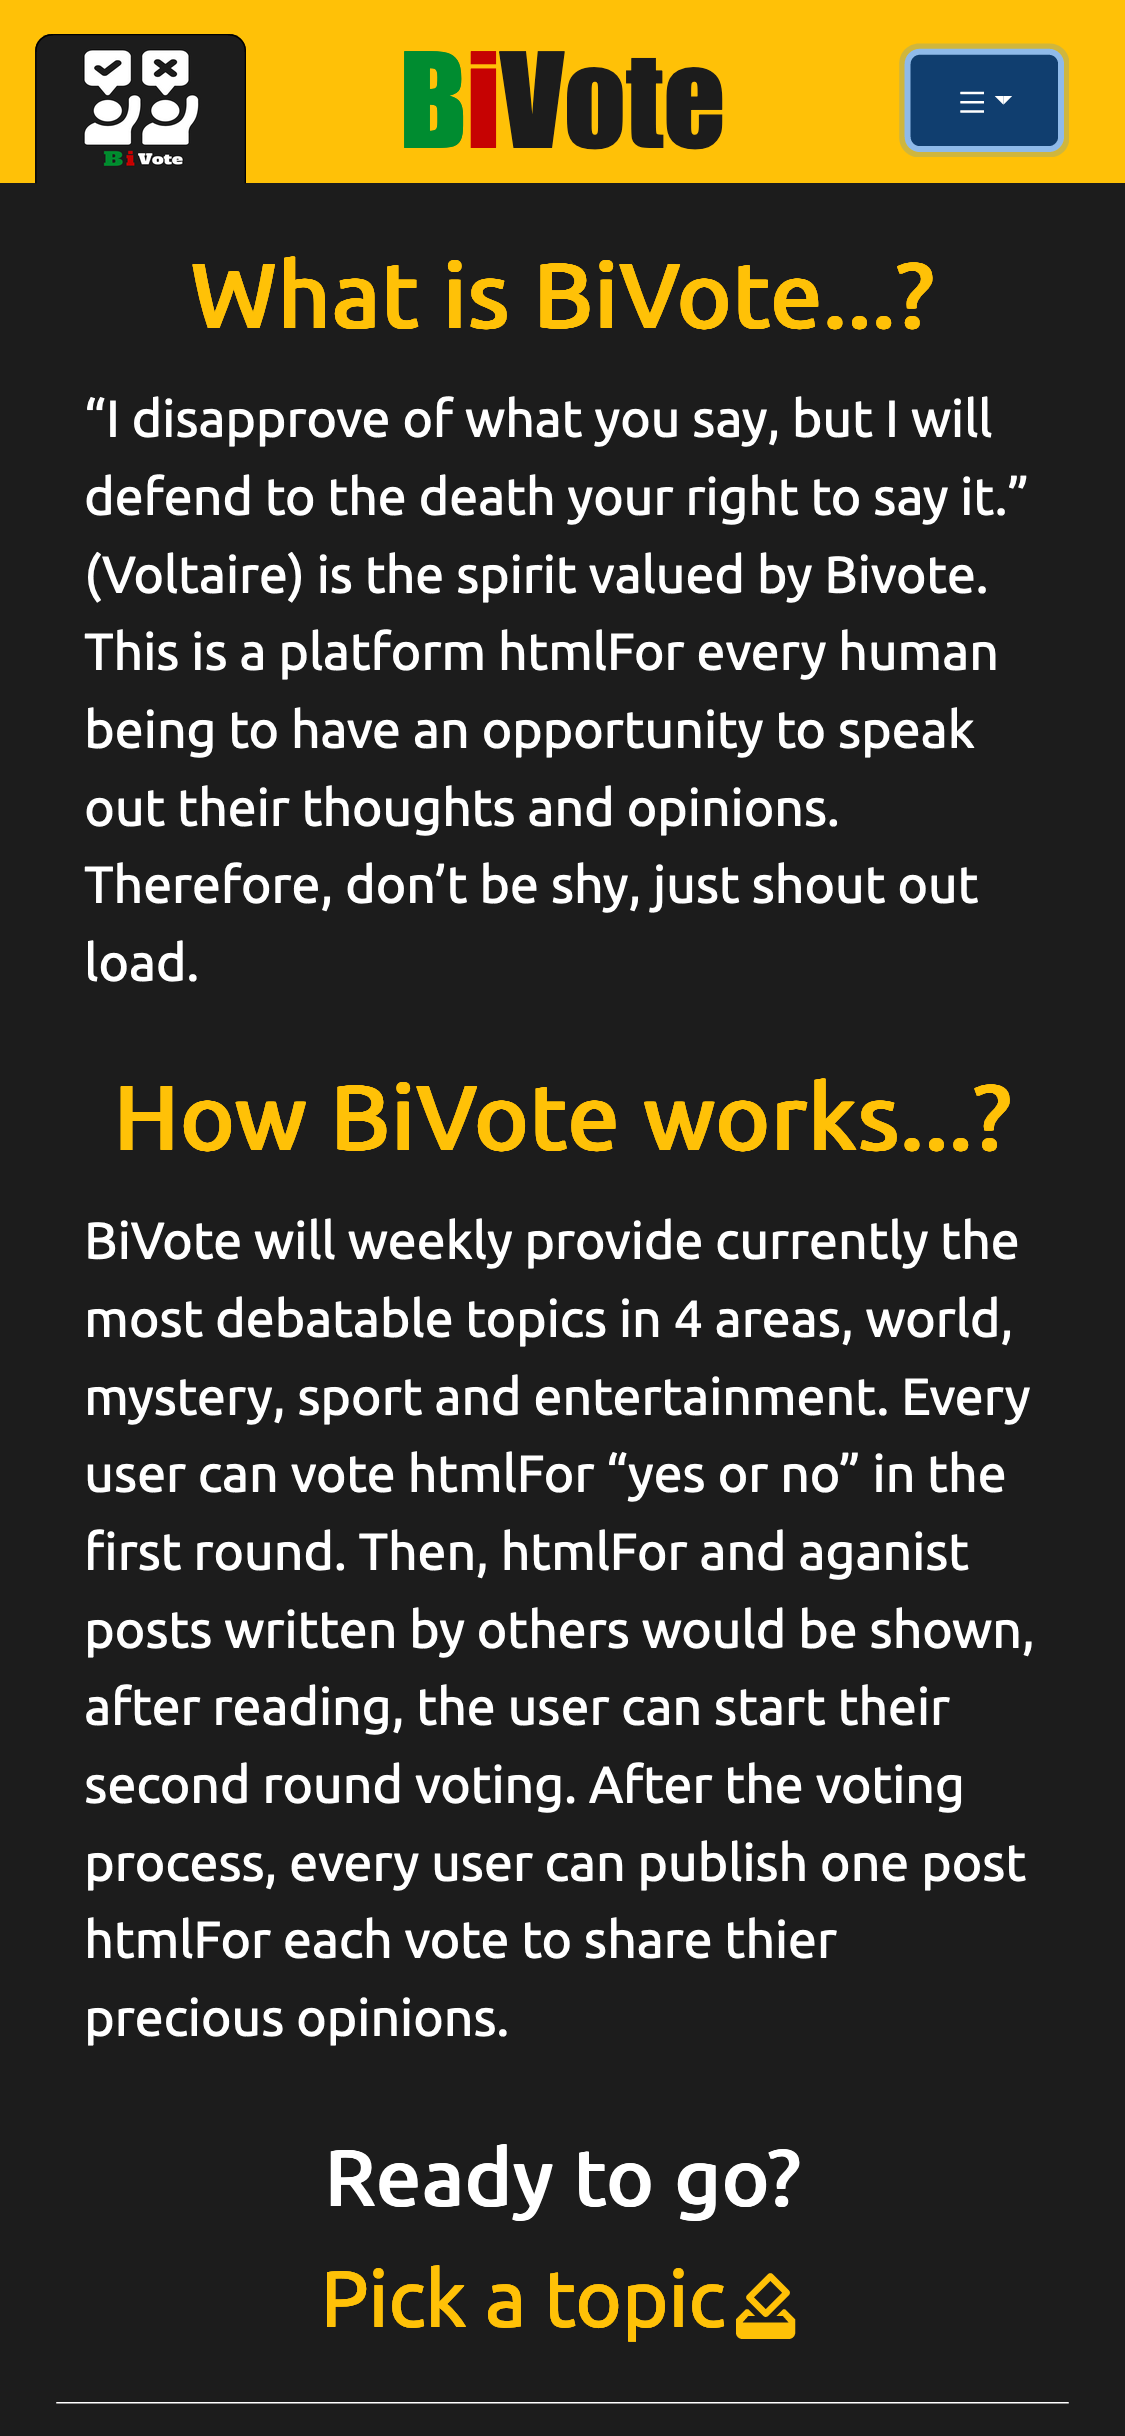 BiVote
BiVote
What is BiVote...?
“I disapprove of what you say, but I will
defend to the death your right to say it.”
(Voltaire) is the spirit valued by Bivote.
This is a platform htmlFor every human
being to have an opportunity to speak
out their thoughts and opinions.
Therefore, don’t be shy, just shout out
load.
How BiVote works...?
BiVote will weekly provide currently the
most debatable topics in 4 areas, world,
mystery, sport and entertainment. Every
user can vote htmlFor “yes or no” in the
first round. Then, htmlFor and aganist
posts written by others would be shown,
after reading, the user can start their
second round voting. After the voting
process, every user can publish one post
htmlFor each vote to share thier
precious opinions.
Ready to go?
Pick a topic